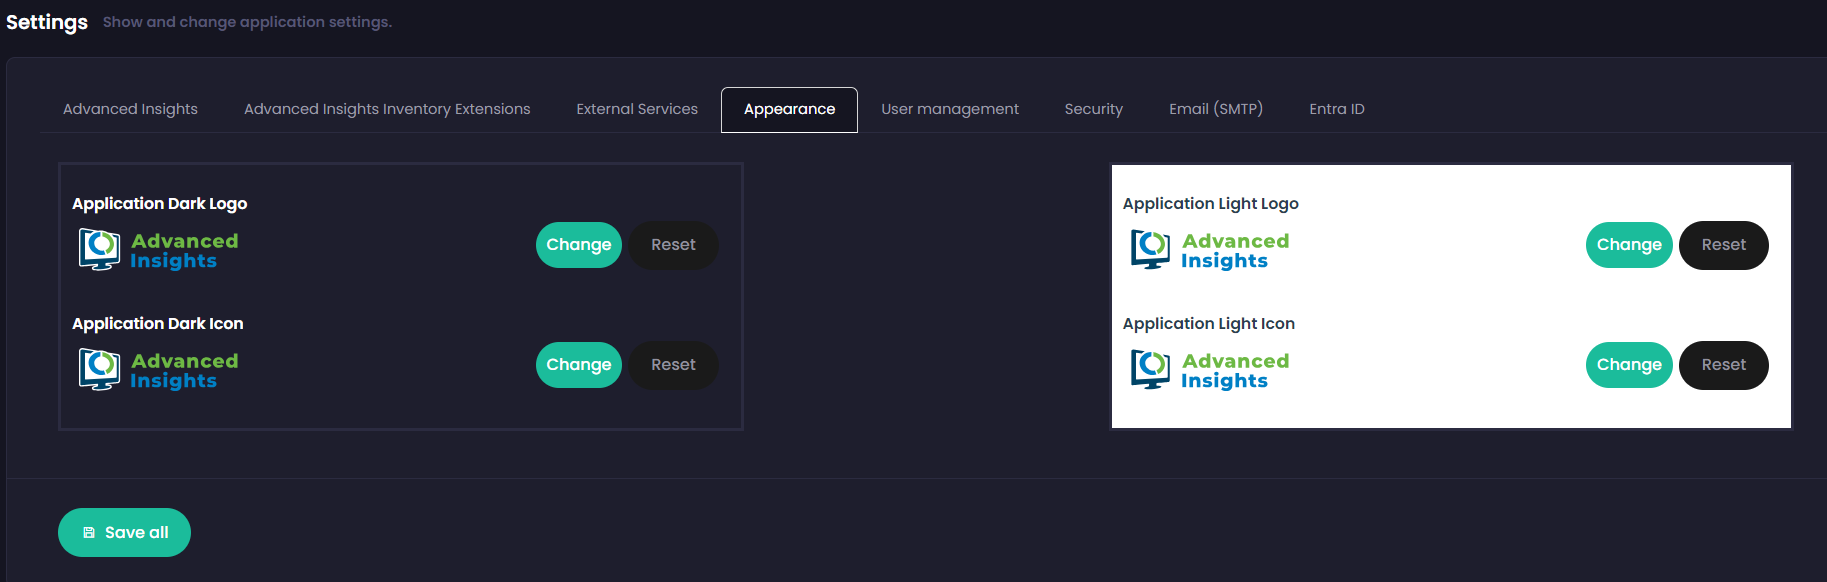 Settings Show and change application settings.
Advanced Insights Advanced Insights Inventory Extensions External Services Appearance User management Security Email (SMTP) Entra ID
Application Dark Logo
Advanced
Insights
Change Reset
Application Dark Icon
Advanced
Insights
Change Reset
Application Light Logo
Advanced
Insights
Change Reset
Application Light Icon
Advanced
Insights
Change Reset
Save all